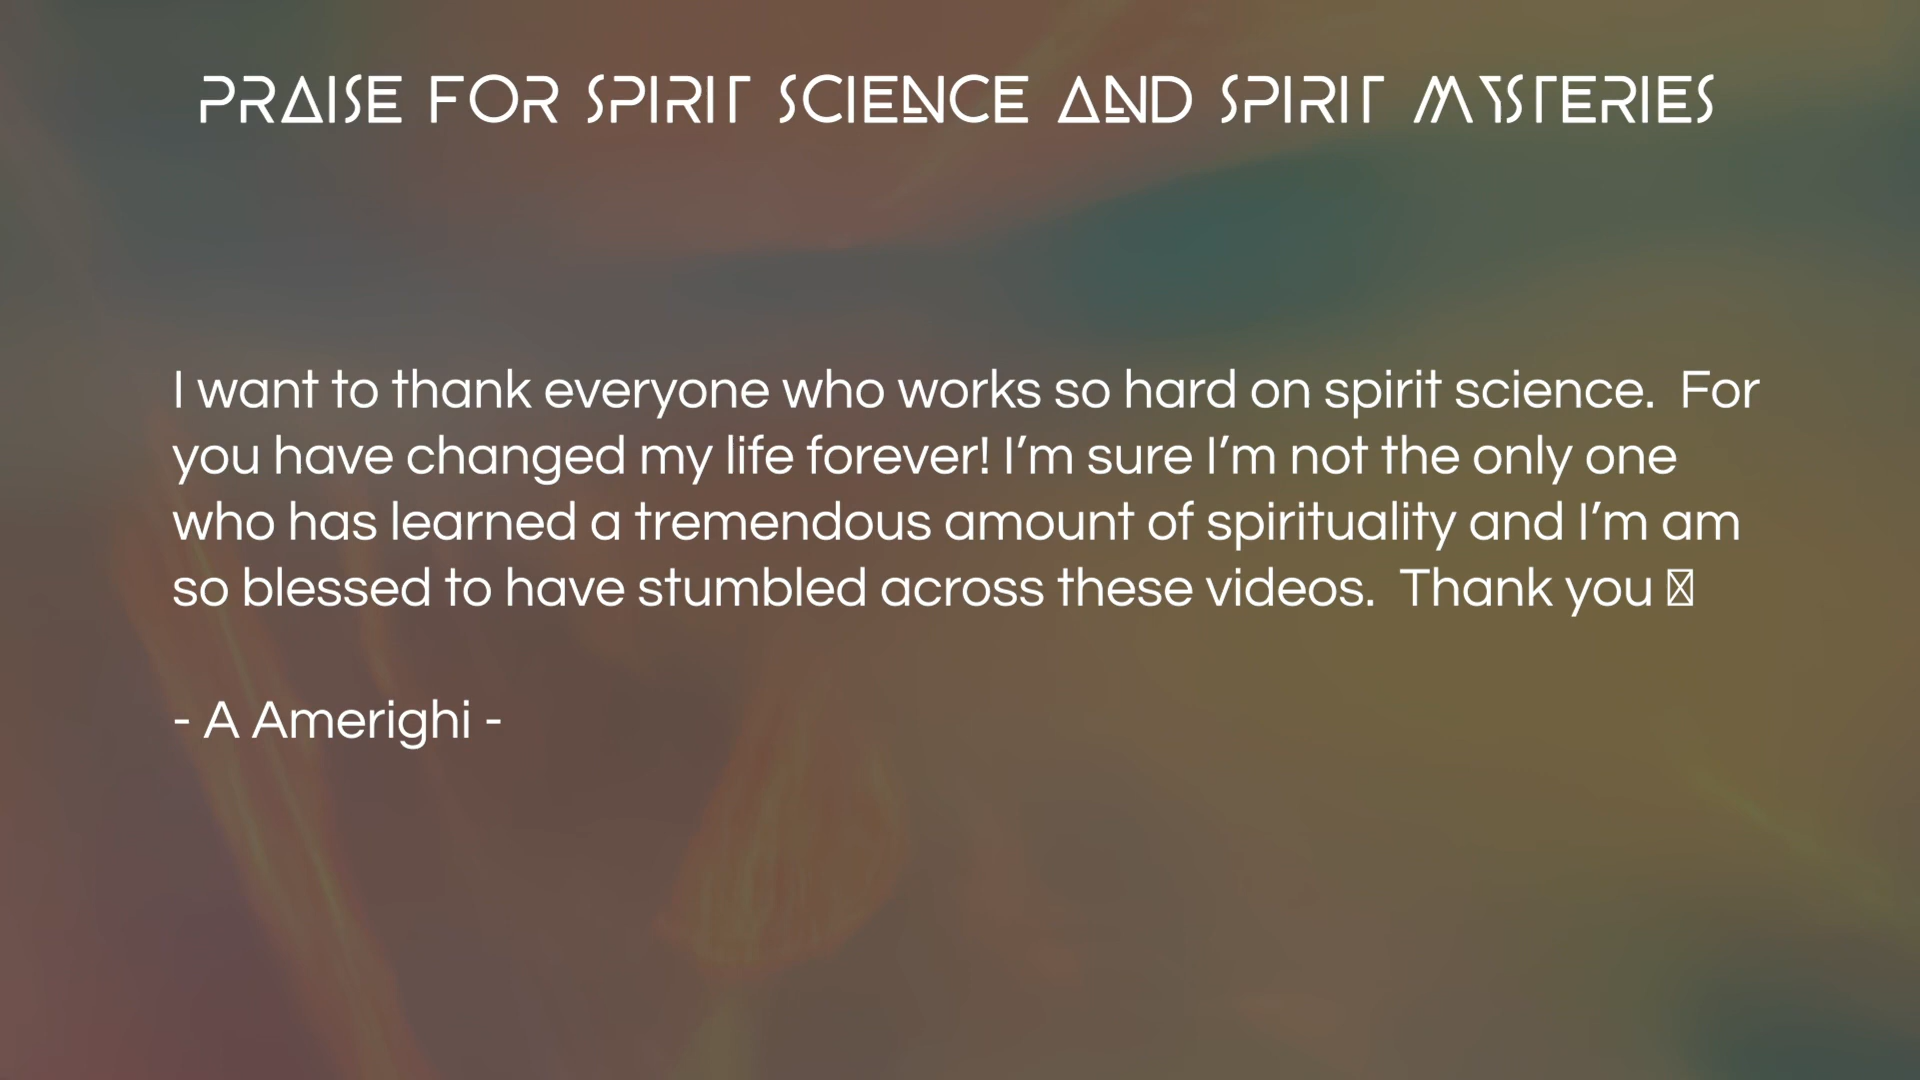 PRAISE FOR SPIRIT SCIENCE AND SPIRIT MYSTERIES
I want to thank everyone who works so hard on spirit science.  For
you have changed my life forever! I’m sure I’m not the only one
who has learned a tremendous amount of spirituality and I’m am
so blessed to have stumbled across these videos.  Thank you
- A Amerighi -